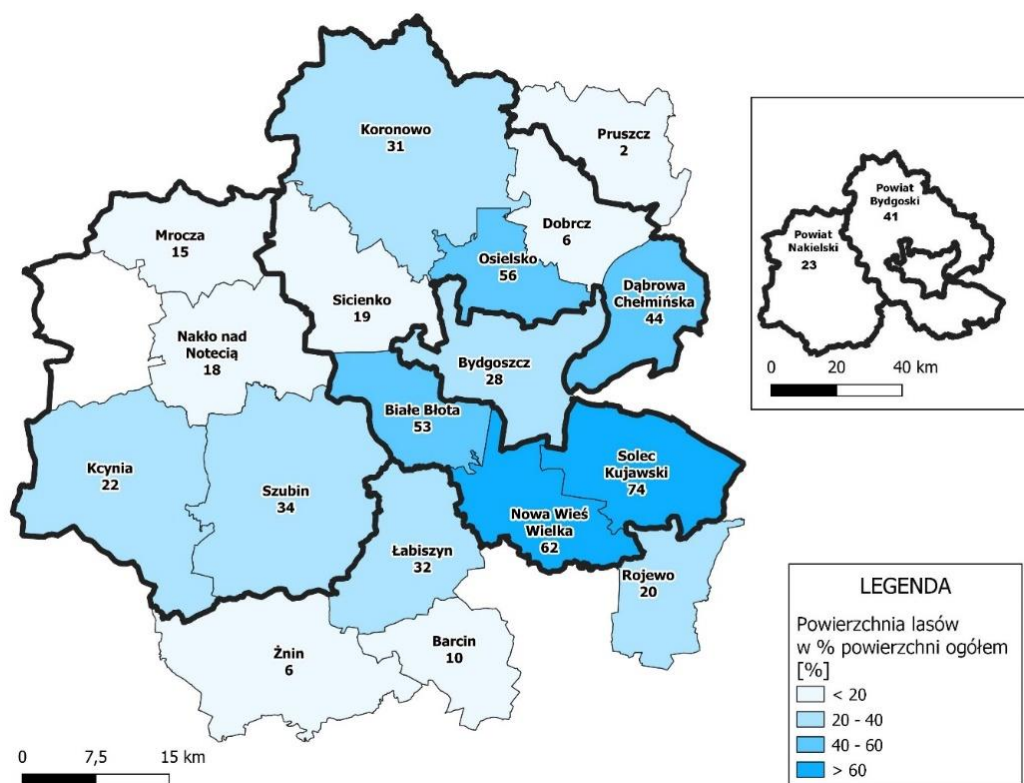 Koronowo
31
Pruszcz
2
Dobrcz
6
Mrocza
15
Osielsko
56
Sicienko
19
Dąbrowa
Chełmińska
44
Nakło nad
Notecią
18
Bydgoszcz
28
Białe Błota
53
Kcynia
22
Szubin
34
Solec
Kujawski
74
Nowa Wieś
Wielka
62
Łabiszyn
32
Rojewo
20
Żnin
6
Barcin
10
0 7,5 15 km
Powiat
Bydgoski
41
Powiat
Nakielski
23
0 20 40 km
LEGENDA
Powierzchnia lasów
w % powierzchni ogółem
[%]
< 20
20 - 40
40 - 60
> 60